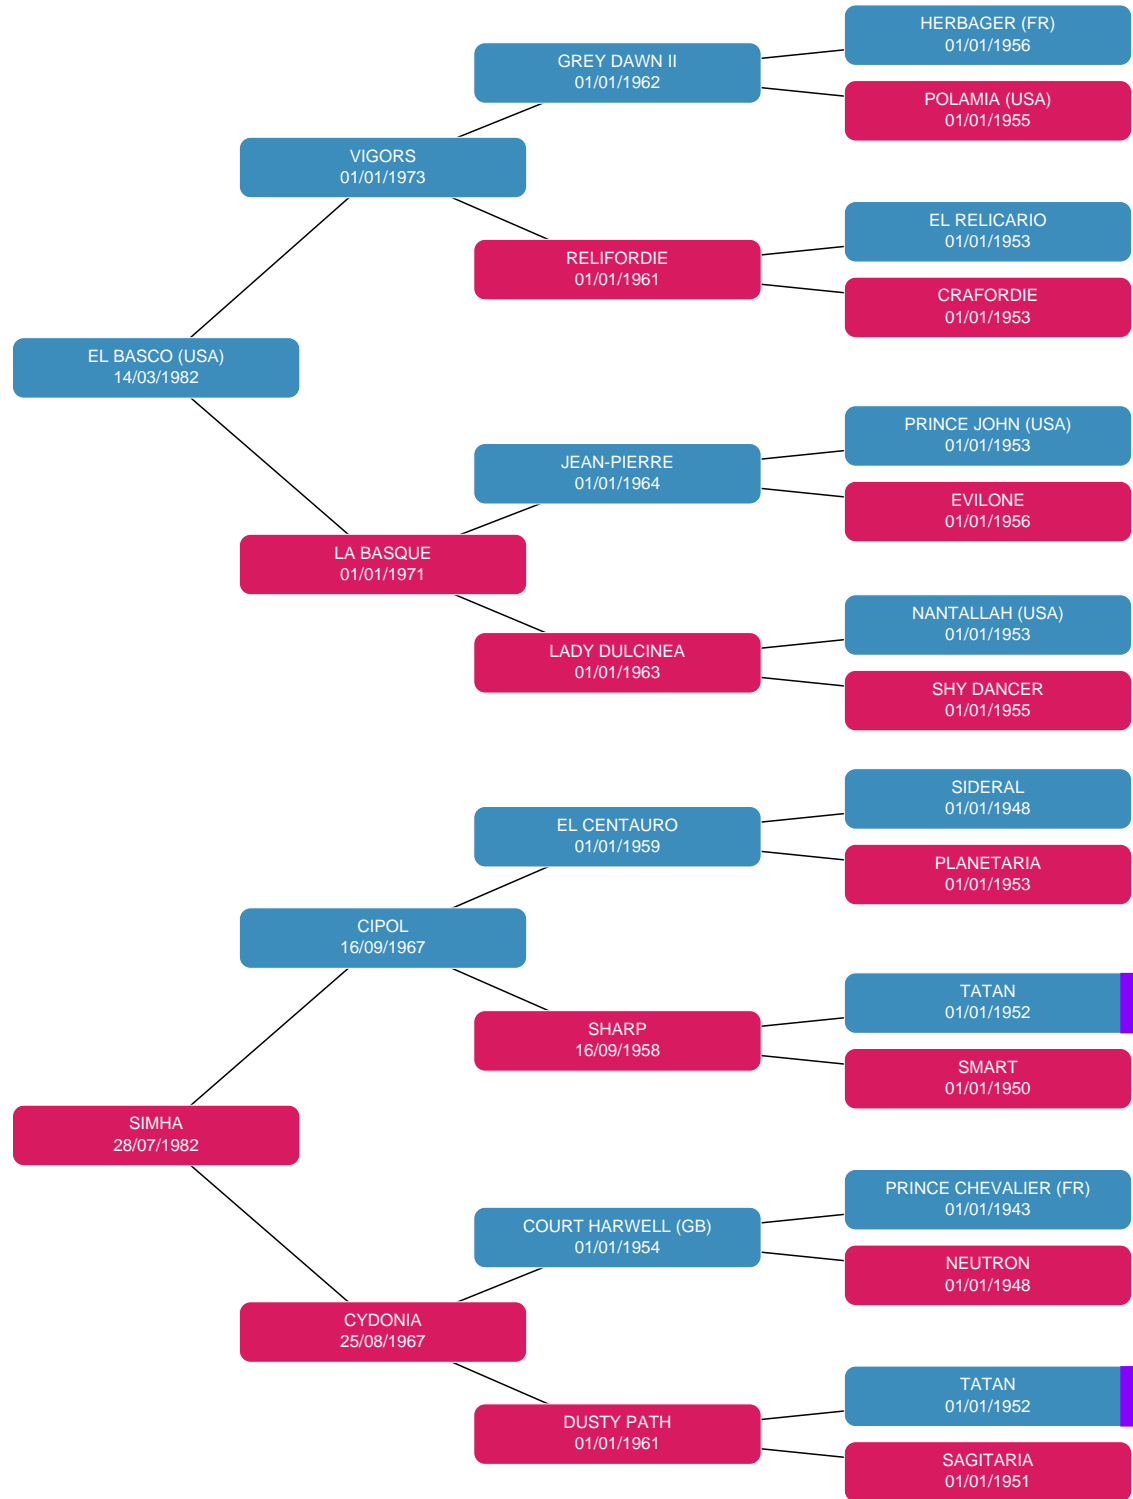 HERBAGER (FR)
01/01/1956
GREY DAWN II
01/01/1962
POLAMIA (USA)
01/01/1955
VIGORS
01/01/1973
EL RELICARIO
01/01/1953
RELIFORDIE
01/01/1961
CRAFORDIE
01/01/1953
EL BASCO (USA)
14/03/1982
PRINCE JOHN (USA)
01/01/1953
JEAN-PIERRE
01/01/1964
EVILONE
01/01/1956
LA BASQUE
01/01/1971
NANTALLAH (USA)
01/01/1953
LADY DULCINEA
01/01/1963
SHY DANCER
01/01/1955
SIDERAL
01/01/1948
EL CENTAURO
01/01/1959
PLANETARIA
01/01/1953
CIPOL
16/09/1967
TATAN
01/01/1952
SHARP
16/09/1958
SMART
01/01/1950
SIMHA
28/07/1982
PRINCE CHEVALIER (FR)
01/01/1943
COURT HARWELL (GB)
01/01/1954
NEUTRON
01/01/1948
CYDONIA
25/08/1967
TATAN
01/01/1952
DUSTY PATH
01/01/1961
SAGITARIA
01/01/1951